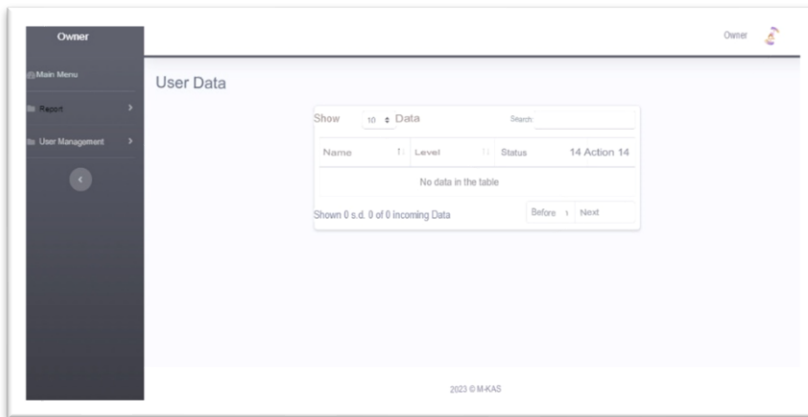 Owner
Owner
Main Menu
Report
User Management
User Data
Show 10 Data Search:
Name Level Status 14 Action 14
No data in the table
Shown 0 s.d. 0 of 0 incoming Data
Before Next
2023 © M-KAS